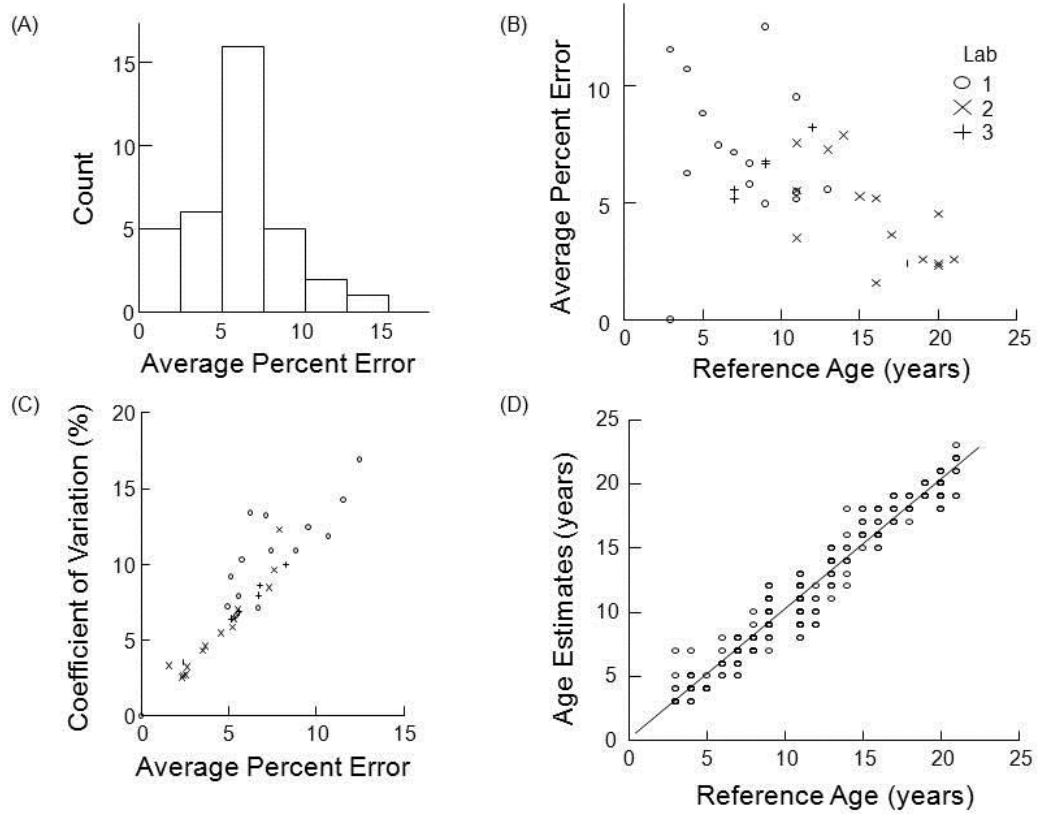 (A)
15
10
5
0
Count
0 5 10 15
Average Percent Error
(B)
10
5
0
Average Percent Error
Lab
1
2
3
0 5 10 15 20 25
Reference Age (years)
(C)
20
15
10
5
0
Coefficient of Variation (%)
0 5 10 15
Average Percent Error
(D)
25
20
15
10
5
0
Age Estimates (years)
0 5 10 15 20 25
Reference Age (years)